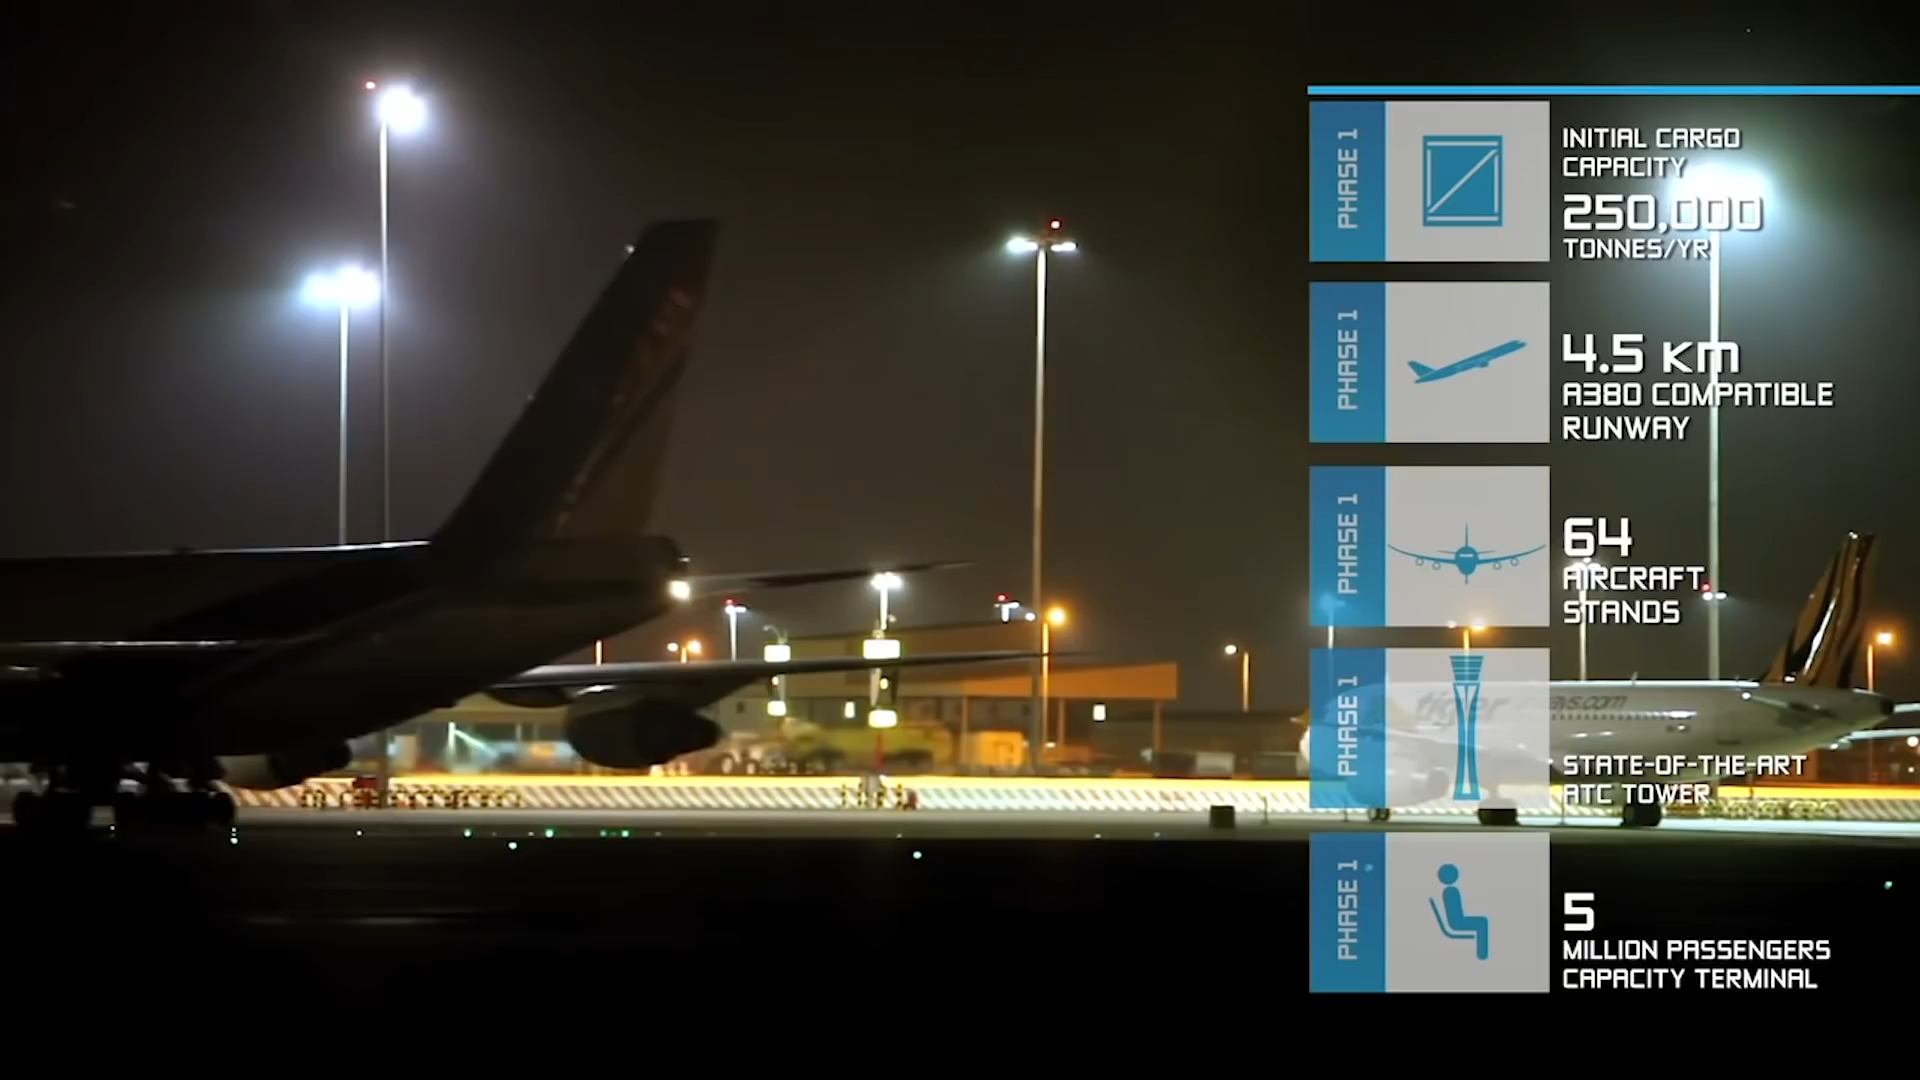 PHASE 1
INITIAL CARGO
CAPACITY
250,000
TONNES/YR
PHASE 1
4.5 KM
A380 COMPATIBLE
RUNWAY
PHASE 1
64
AIRCRAFT
STANDS
PHASE 1
STATE-OF-THE-ART
ATC TOWER
tiger
PHASE 1
5
MILLION PASSENGERS
CAPACITY TERMINAL